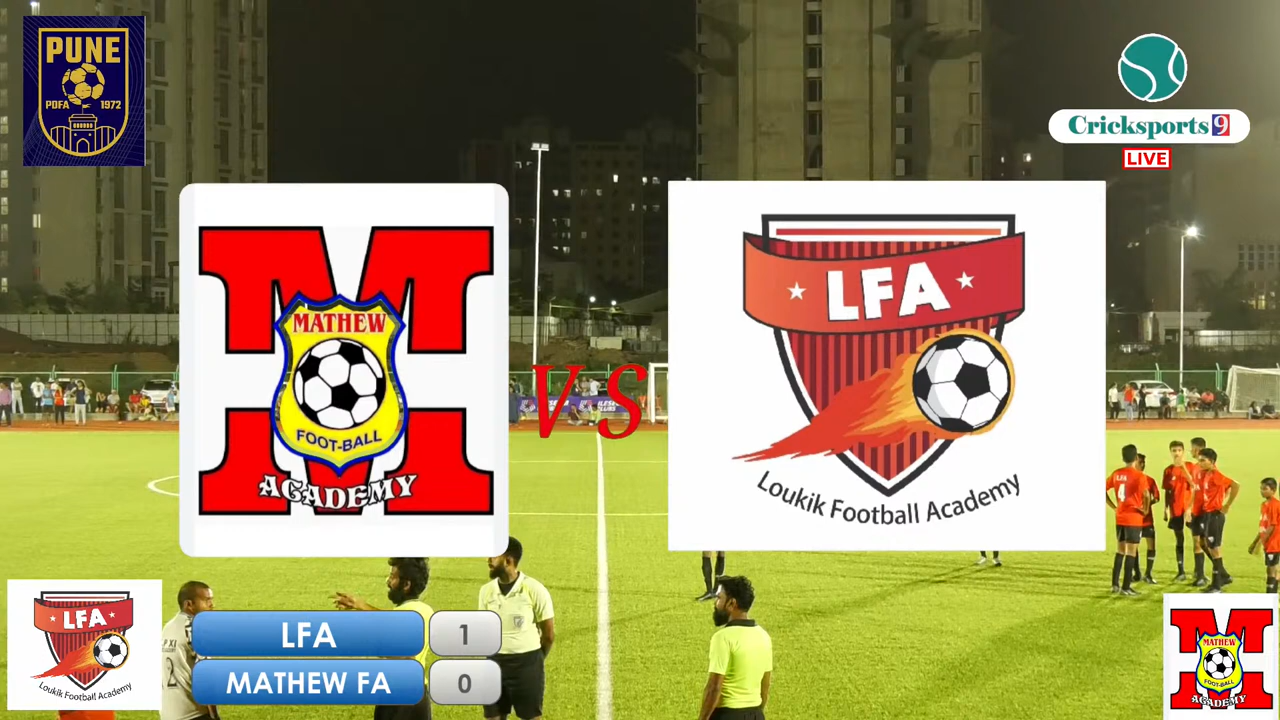 PUNE
PDFA 1972
Cricksports9
LIVE
MATHEW
FOOT-BALL
ACADEMY
VS
LFA
Loukik Football Academy
4
LFA
Loukik Football Academy
LFA 1
MATHEW FA 0
MATHEW
FOOT-BALL
ACADEMY